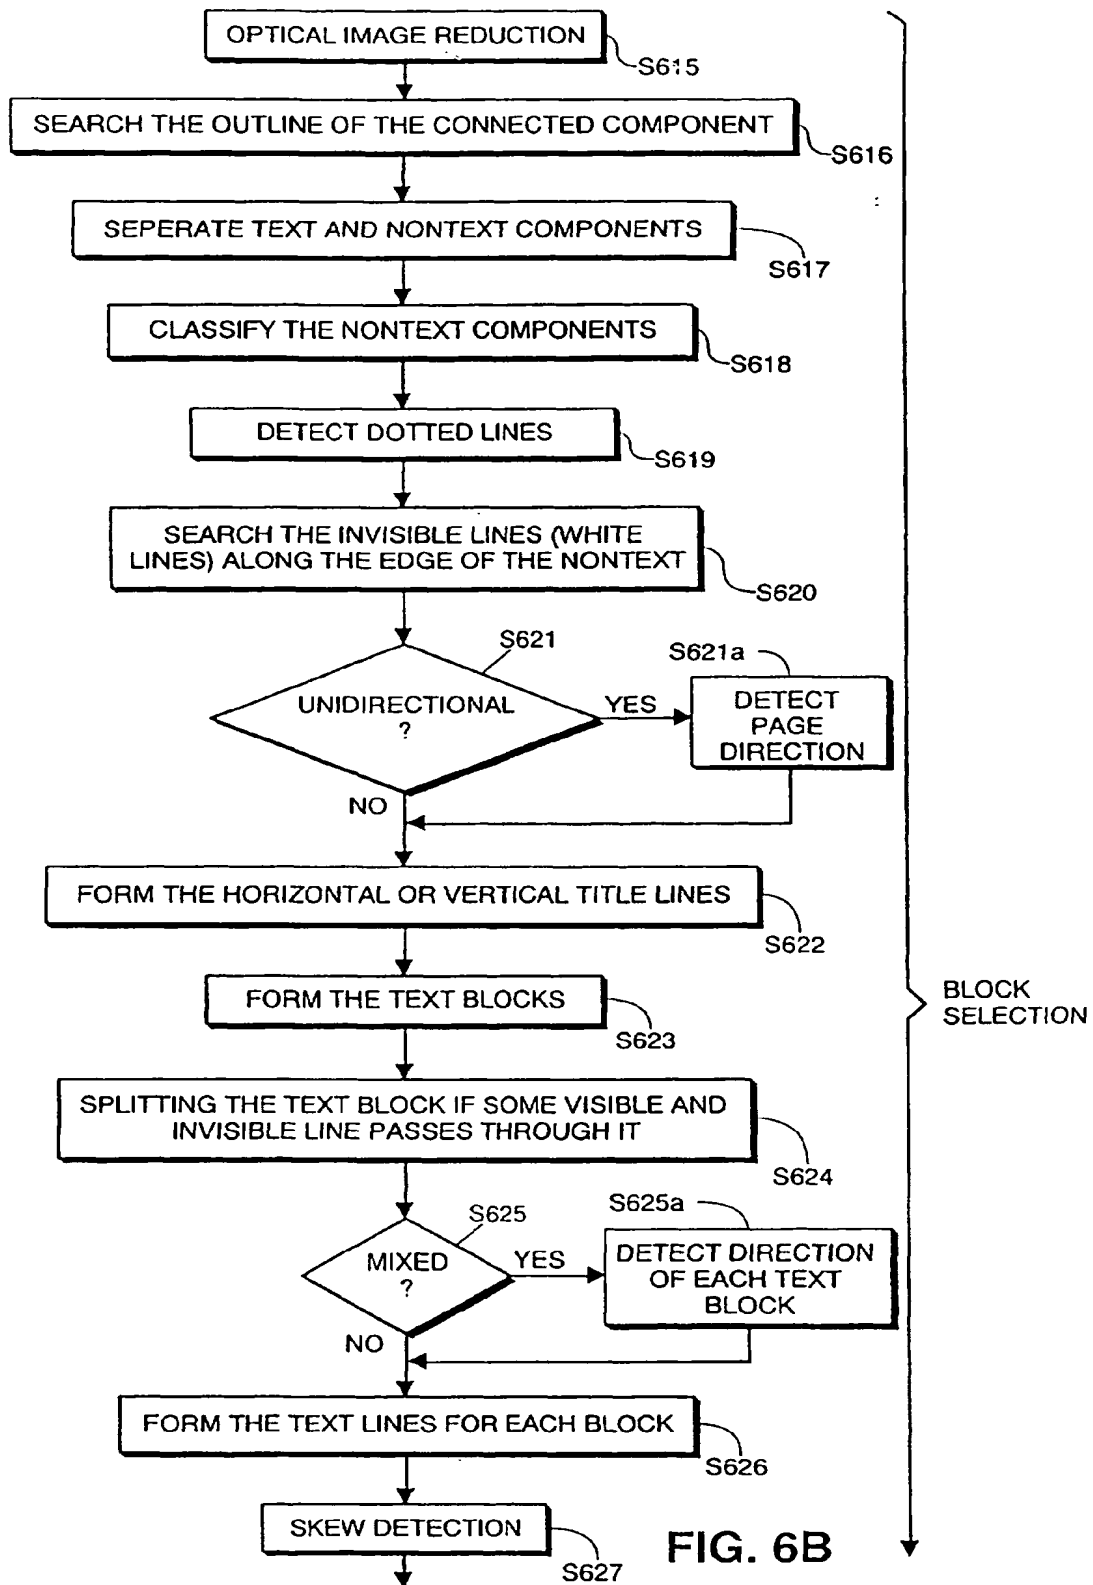 OPTICAL IMAGE REDUCTION
S615
SEARCH THE OUTLINE OF THE CONNECTED COMPONENT
S616
SEPERATE TEXT AND NONTEXT COMPONENTS
S617
CLASSIFY THE NONTEXT COMPONENTS
S618
DETECT DOTTED LINES
S619
SEARCH THE INVISIBLE LINES (WHITE
LINES) ALONG THE EDGE OF THE NONTEXT
S620
S621
UNIDIRECTIONAL
?
YES
S621a
DETECT
PAGE
DIRECTION
NO
FORM THE HORIZONTAL OR VERTICAL TITLE LINES
S622
FORM THE TEXT BLOCKS
S623
BLOCK
SELECTION
SPLITTING THE TEXT BLOCK IF SOME VISIBLE AND
INVISIBLE LINE PASSES THROUGH IT
S624
S625
MIXED
?
YES
S625a
DETECT DIRECTION
OF EACH TEXT
BLOCK
NO
FORM THE TEXT LINES FOR EACH BLOCK
S626
SKEW DETECTION
S627
FIG. 6B